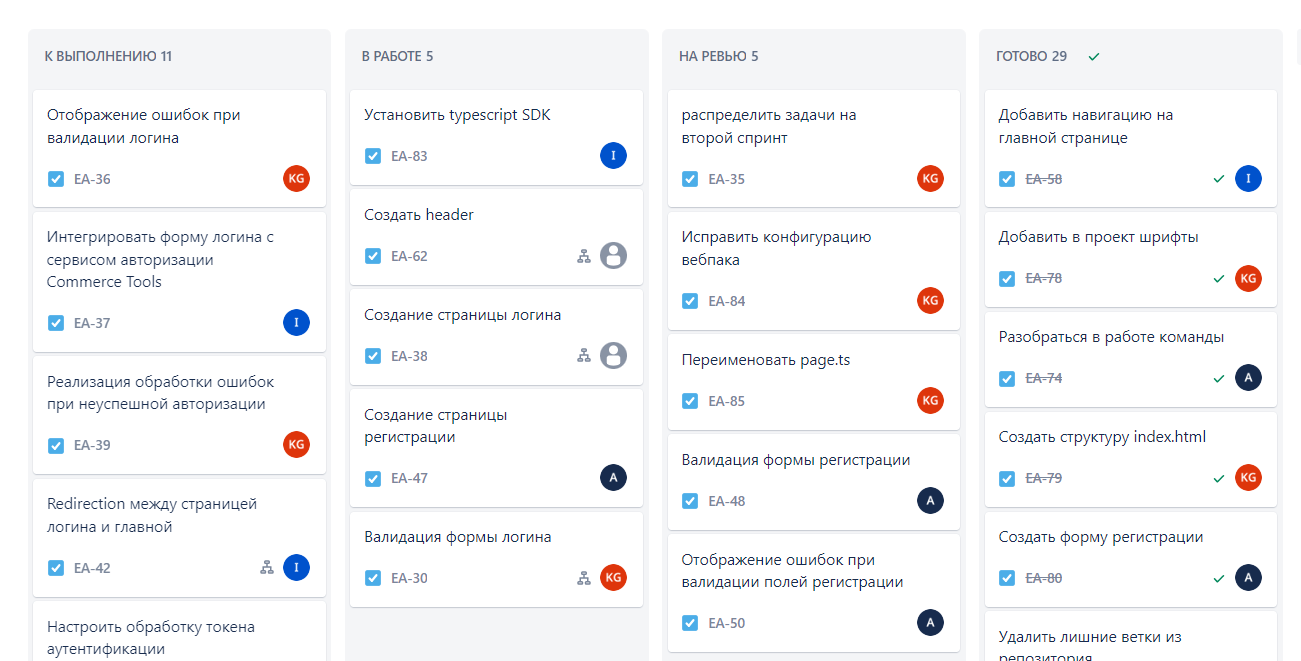 К ВЫПОЛНЕНИЮ 11
Отображение ошибок при
валидации логина
EA-36
KG
Интегрировать форму логина с
сервисом авторизации
Commerce Tools
EA-37
I
Реализация обработки ошибок
при неуспешной авторизации
EA-39
KG
Redirection между страницей
логина и главной
EA-42
I
Настроить обработку токена
аутентификации
В РАБОТЕ 5
Установить typescript SDK
EA-83
I
Создать header
EA-62
Создание страницы логина
EA-38
Создание страницы
регистрации
EA-47
A
Валидация формы логина
EA-30
KG
НА РЕВЬЮ 5
распределить задачи на
второй спринт
EA-35
KG
Исправить конфигурацию
вебпака
EA-84
KG
Переименовать page.ts
EA-85
KG
Валидация формы регистрации
EA-48
A
Отображение ошибок при
валидации полей регистрации
EA-50
A
ГОТОВО 29
Добавить навигацию на
главной странице
EA-58
I
Добавить в проект шрифты
EA-78
KG
Разобраться в работе команды
EA-74
A
Создать структуру index.html
EA-79
KG
Создать форму регистрации
EA-80
A
Удалить лишние ветки из
репозитория